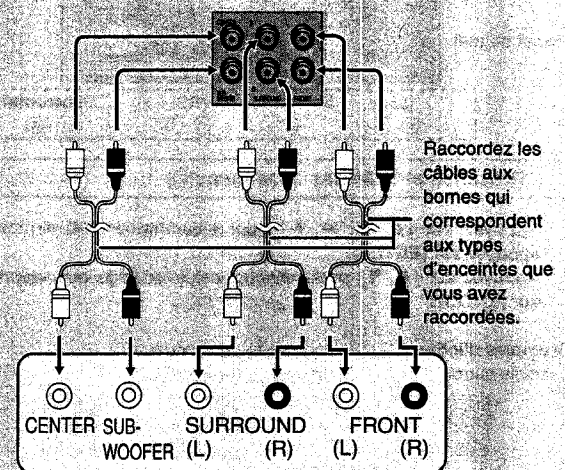 Raccordez les
câbles aux
bornes qui
correspondent
aux types
d'enceintes que
vous avez
raccordées.
CENTER SUB-WOOFER SURROUND FRONT
(L) (R) (L) (R)